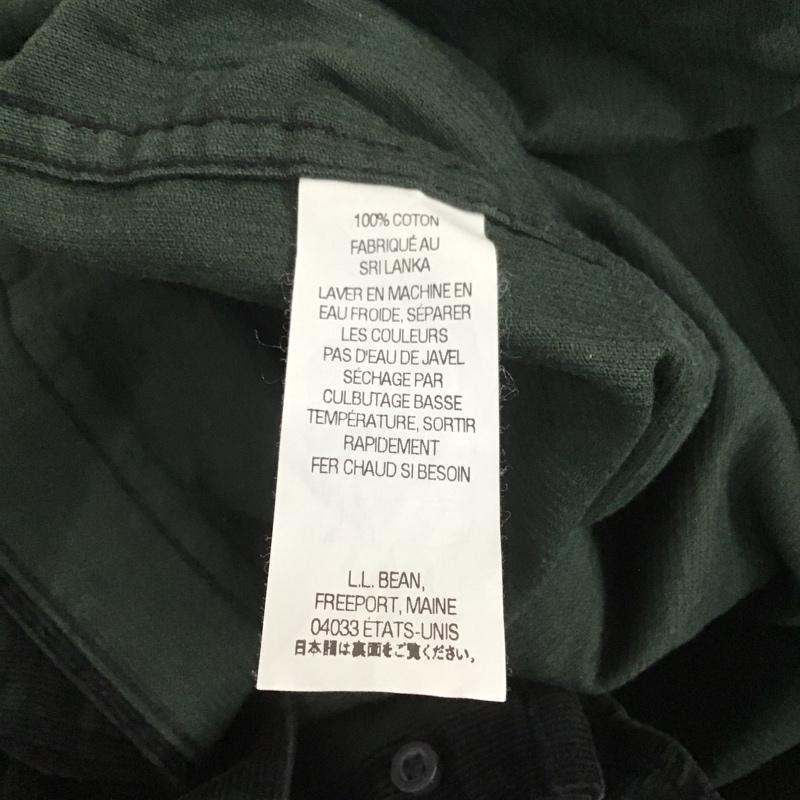 100% COTON
FABRIQUÉ AU
SRI LANKA
LAVER EN MACHINE EN
EAU FROIDE, SÉPARER
LES COULEURS
PAS D'EAU DE JAVEL
SÉCHAGE PAR
CULBUTAGE BASSE
TEMPÉRATURE, SORTIR
RAPIDEMENT
FER CHAUD SI BESOIN
L.L. BEAN,
FREEPORT, MAINE
04033 ÉTATS-UNIS
日本語は裏面をご覧ください。